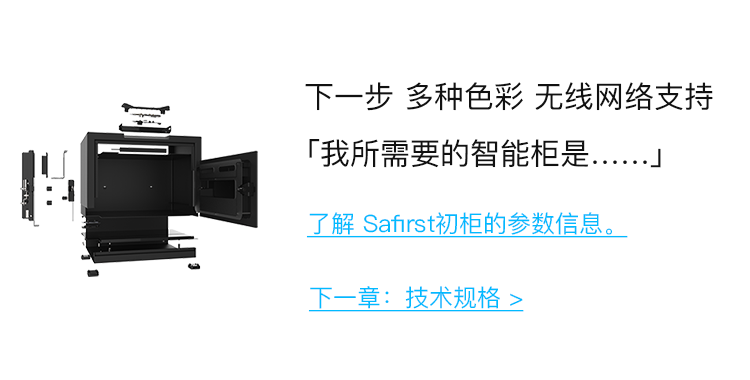 下一步 多种色彩 无线网络支持
「我所需要的智能柜是……」
了解 Safirst初柜的参数信息。
下一章：技术规格 >